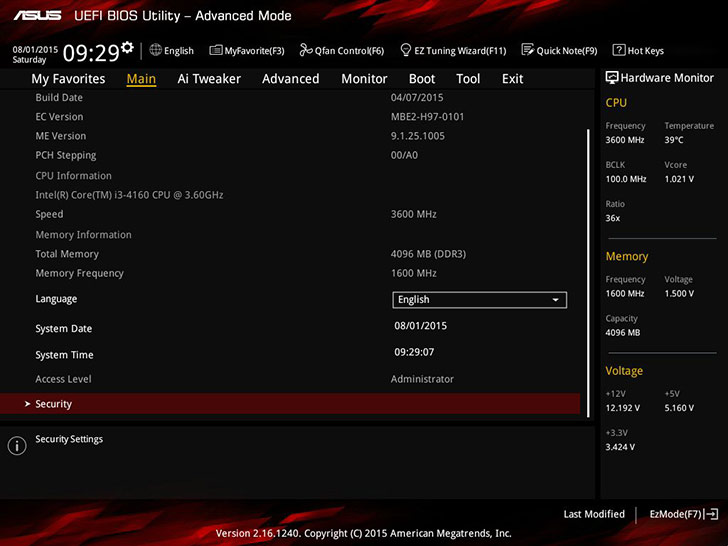 ASUS UEFI BIOS Utility – Advanced Mode
08/01/2015
Saturday
09:29
English
MyFavorite(F3)
Qfan Control(F6)
EZ Tuning Wizard(F11)
Quick Note(F9)
? Hot Keys
My Favorites Main Ai Tweaker Advanced Monitor Boot Tool Exit
Build Date 04/07/2015
EC Version MBE2-H97-0101
ME Version 9.1.25.1005
PCH Stepping 00/A0
CPU Information
Intel(R) Core(TM) i3-4160 CPU @ 3.60GHz
Speed 3600 MHz
Memory Information
Total Memory 4096 MB (DDR3)
Memory Frequency 1600 MHz
Language English
System Date 08/01/2015
System Time 09:29:07
Access Level Administrator
> Security
i Security Settings
Hardware Monitor
CPU
Frequency Temperature
3600 MHz 39°C
BCLK Vcore
100.0 MHz 1.021 V
Ratio
36x
Memory
Frequency Voltage
1600 MHz 1.500 V
Capacity
4096 MB
Voltage
+12V +5V
12.192 V 5.160 V
+3.3V
3.424 V
Last Modified EzMode(F7)
Version 2.16.1240. Copyright (C) 2015 American Megatrends, Inc.